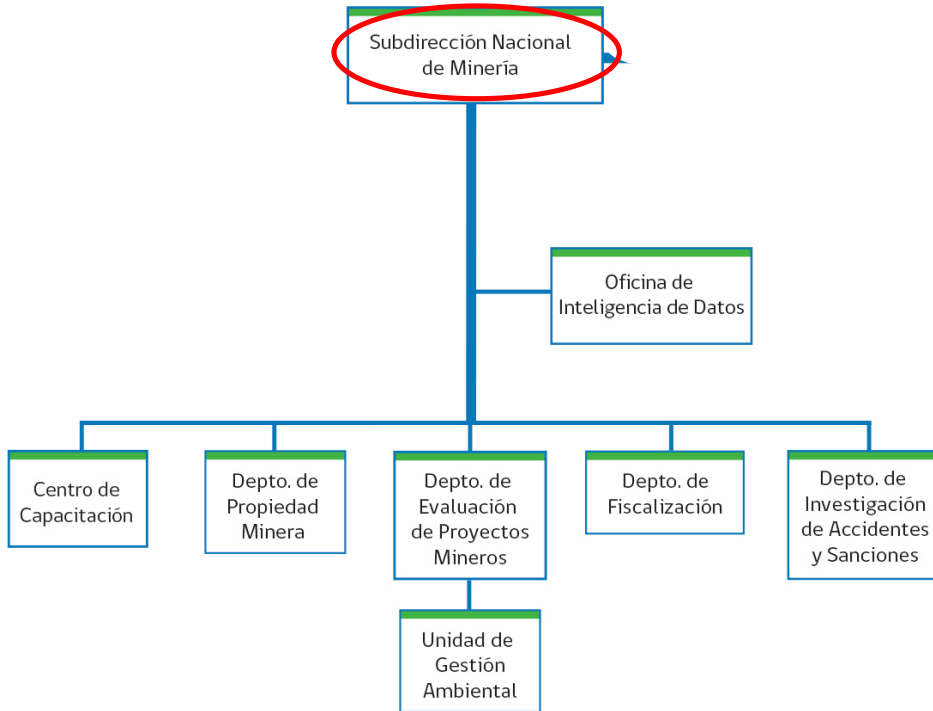 Subdirección Nacional
de Minería
Oficina de
Inteligencia de Datos
Centro de
Capacitación
Depto. de
Propiedad
Minera
Depto. de
Evaluación
de Proyectos
Mineros
Depto. de
Fiscalización
Depto. de
Investigación
de Accidentes
y Sanciones
Unidad de
Gestión
Ambiental